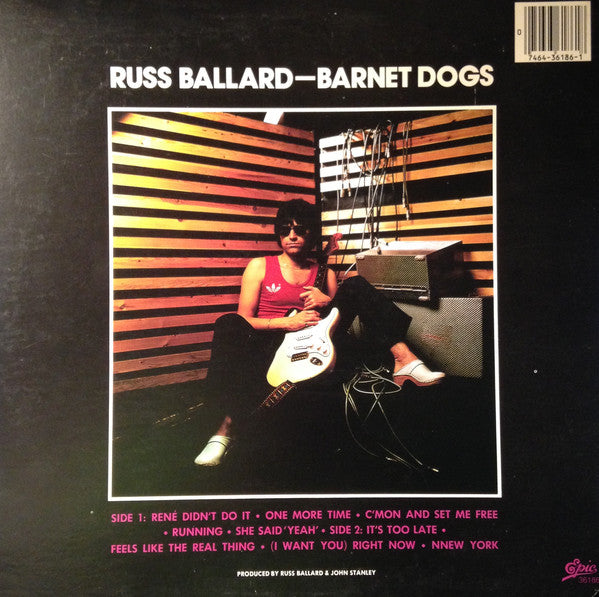 0
7464-36186-1
RUSS BALLARD—BARNET DOGS
SIDE 1: RENÉ DIDN'T DO IT • ONE MORE TIME • C'MON AND SET ME FREE
• RUNNING • SHE SAID 'YEAH' • SIDE 2: IT'S TOO LATE •
FEELS LIKE THE REAL THING • (I WANT YOU) RIGHT NOW • NNEW YORK
PRODUCED BY RUSS BALLARD & JOHN STANLEY
Epic
36186